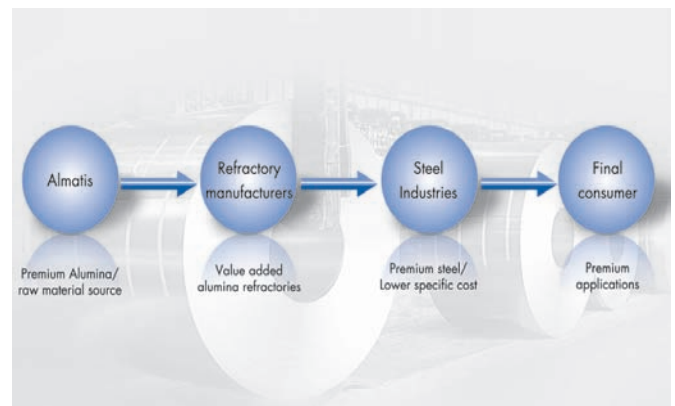 Almatis
Refractory
manufacturers
Steel
Industries
Final
consumer
Premium Alumina/
raw material source
Value added
alumina refractories
Premium steel/
Lower specific cost
Premium
applications